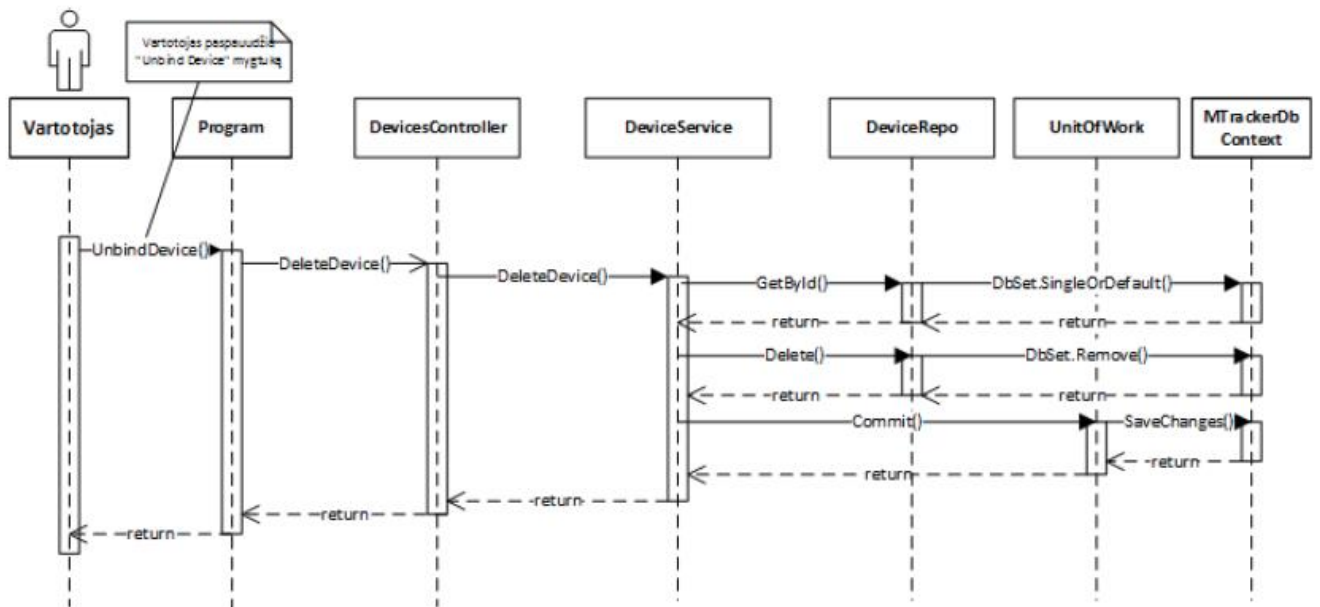 Vartotojas paspaudžia
"Unbind Device" mygtuką
Vartotojas
Program
DevicesController
DeviceService
DeviceRepo
UnitOfWork
MTrackerDb
Context
UnbindDevice()
DeleteDevice()
DeleteDevice()
GetById()
DbSet.SingleOrDefault()
return
return
Delete()
DbSet.Remove()
return
return
Commit()
SaveChanges()
return
return
return
return
return